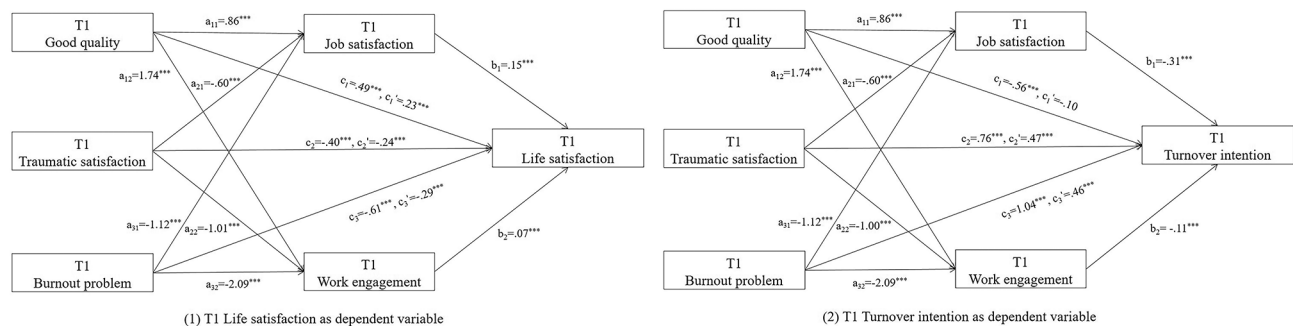 T1
Good quality
a11=.86***
T1
Job satisfaction
a12=1.74***
a21=-.60***
b1=.15***
c1=.49***, c1'=.23***
T1
Traumatic satisfaction
c2=-.40***, c2'=-.24***
T1
Life satisfaction
a31=-1.12***
a22=-1.01***
c3=-.61***, c3'=-.29***
b2=.07***
T1
Burnout problem
a32=-2.09***
T1
Work engagement
(1) T1 Life satisfaction as dependent variable
T1
Good quality
a11=.86***
T1
Job satisfaction
a12=1.74***
a21=-.60***
b1=-.31***
c1=-.56***, c1'=-.10
T1
Traumatic satisfaction
c2=.76***, c2'=.47***
T1
Turnover intention
a31=-1.12***
a22=-1.00***
c3=1.04***, c3'=.46***
b2= -.11***
T1
Burnout problem
a32=-2.09***
T1
Work engagement
(2) T1 Turnover intention as dependent variable